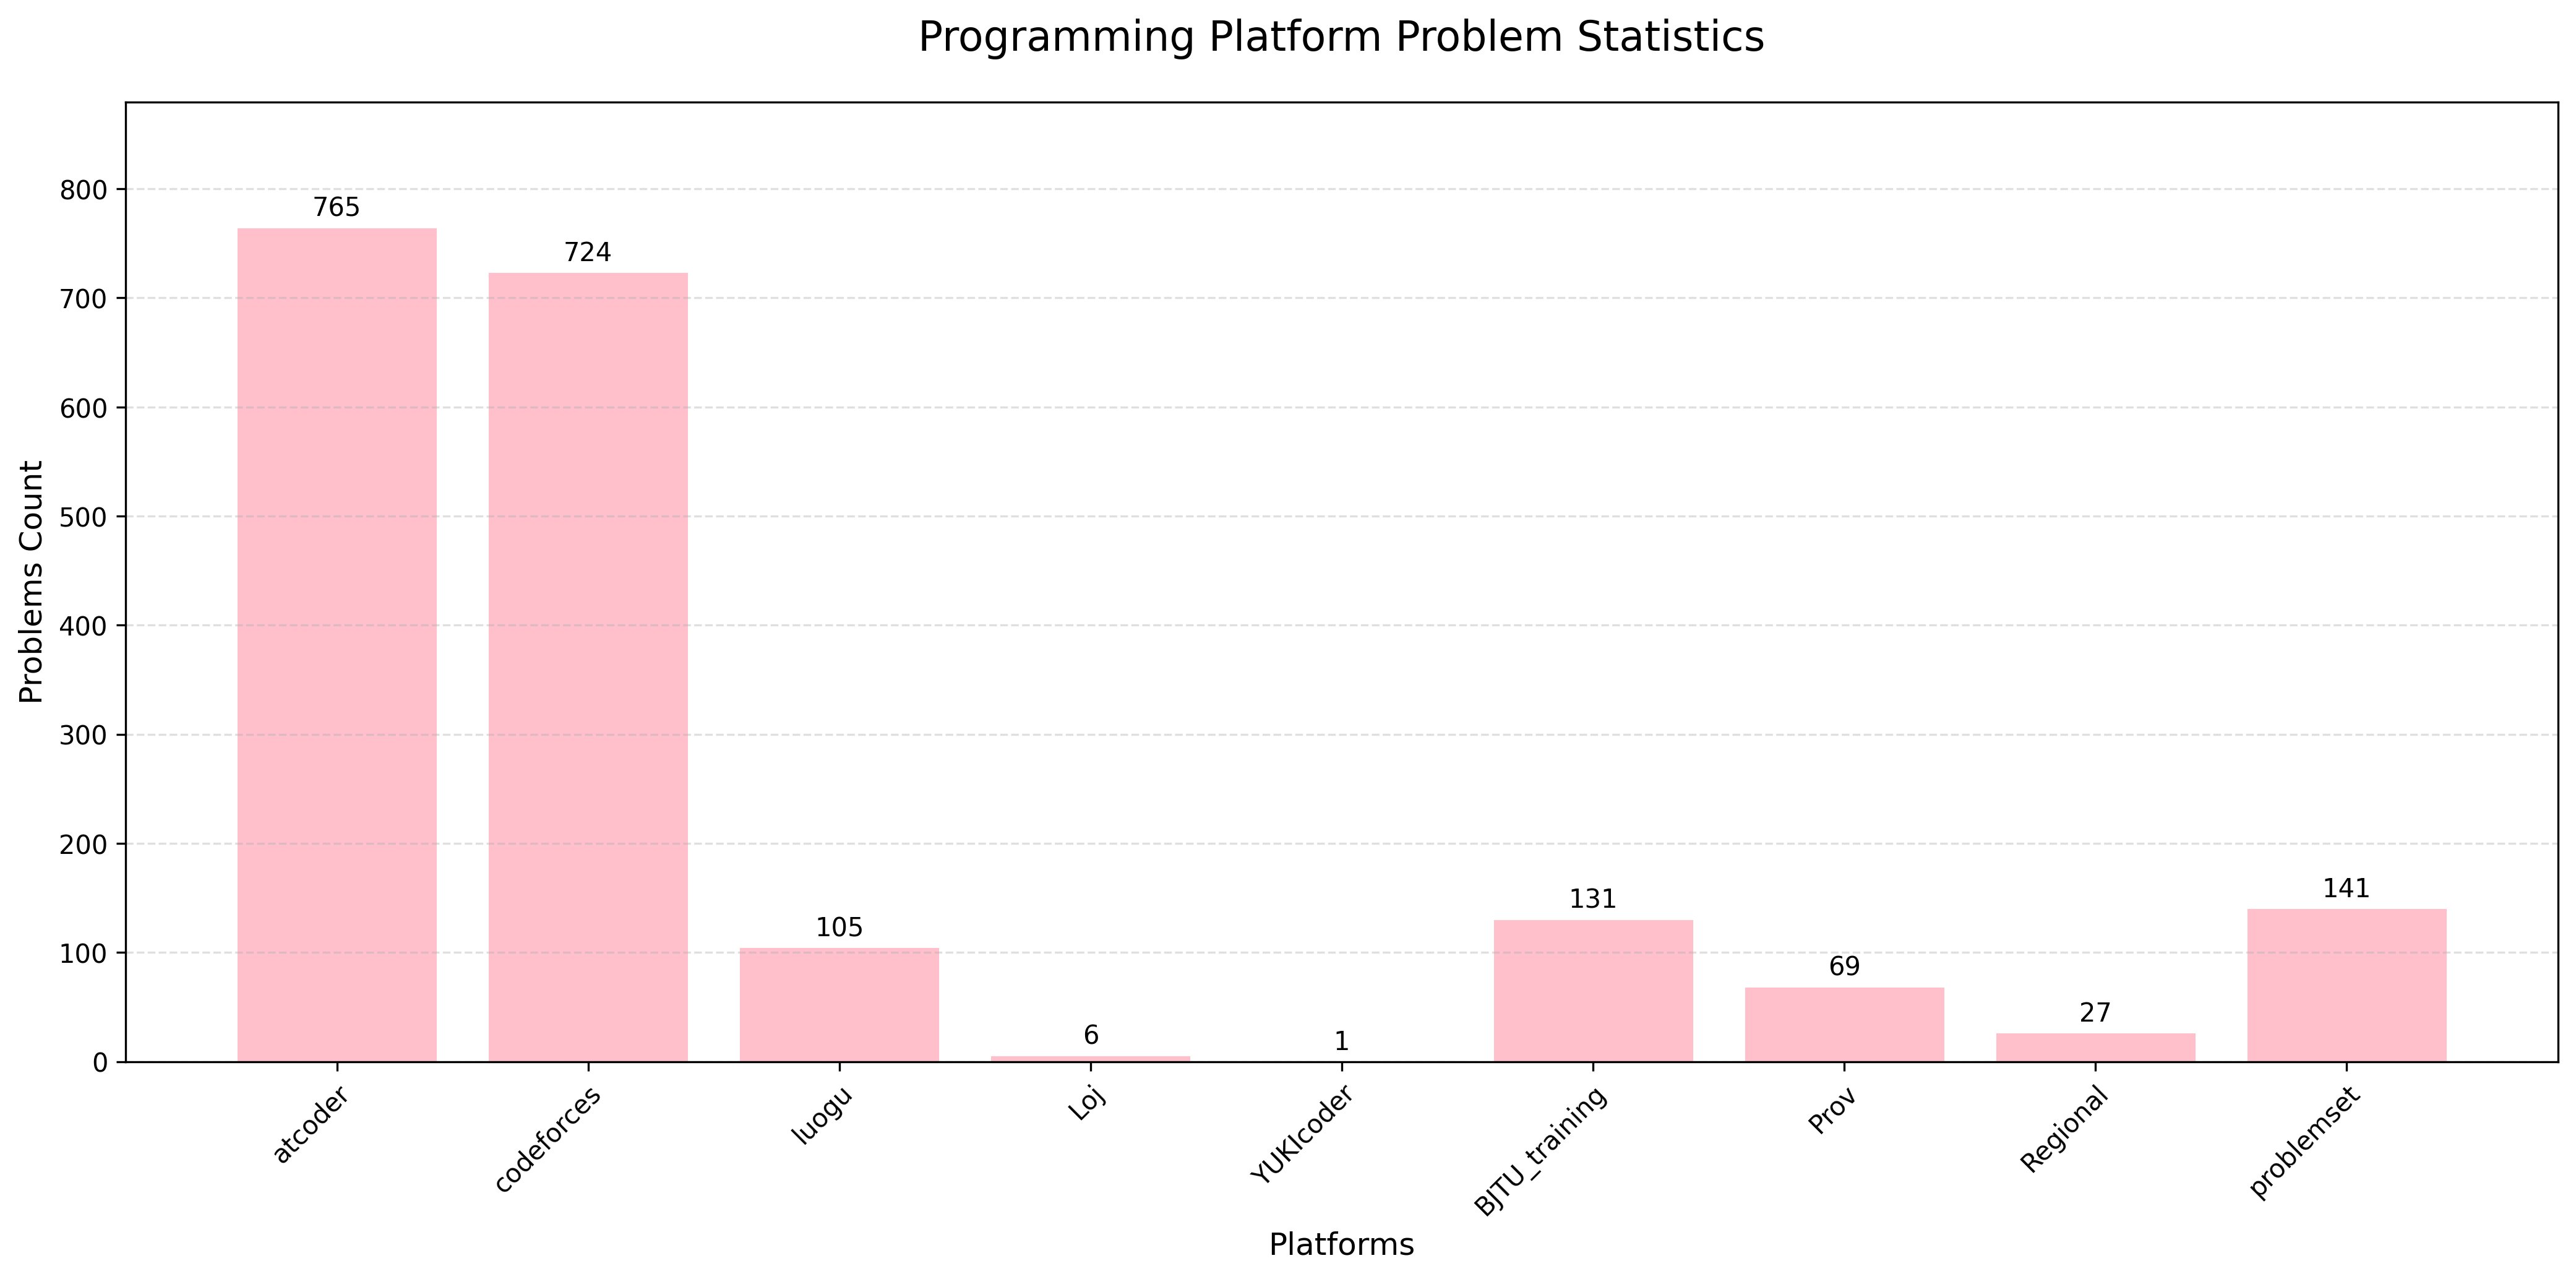 Programming Platform Problem Statistics
Problems Count
800
700
600
500
400
300
200
100
0
765
724
105
6
1
131
69
27
141
atcoder
codeforces
luogu
Loj
YUKIcoder
BJTU_training
Prov
Regional
problemset
Platforms